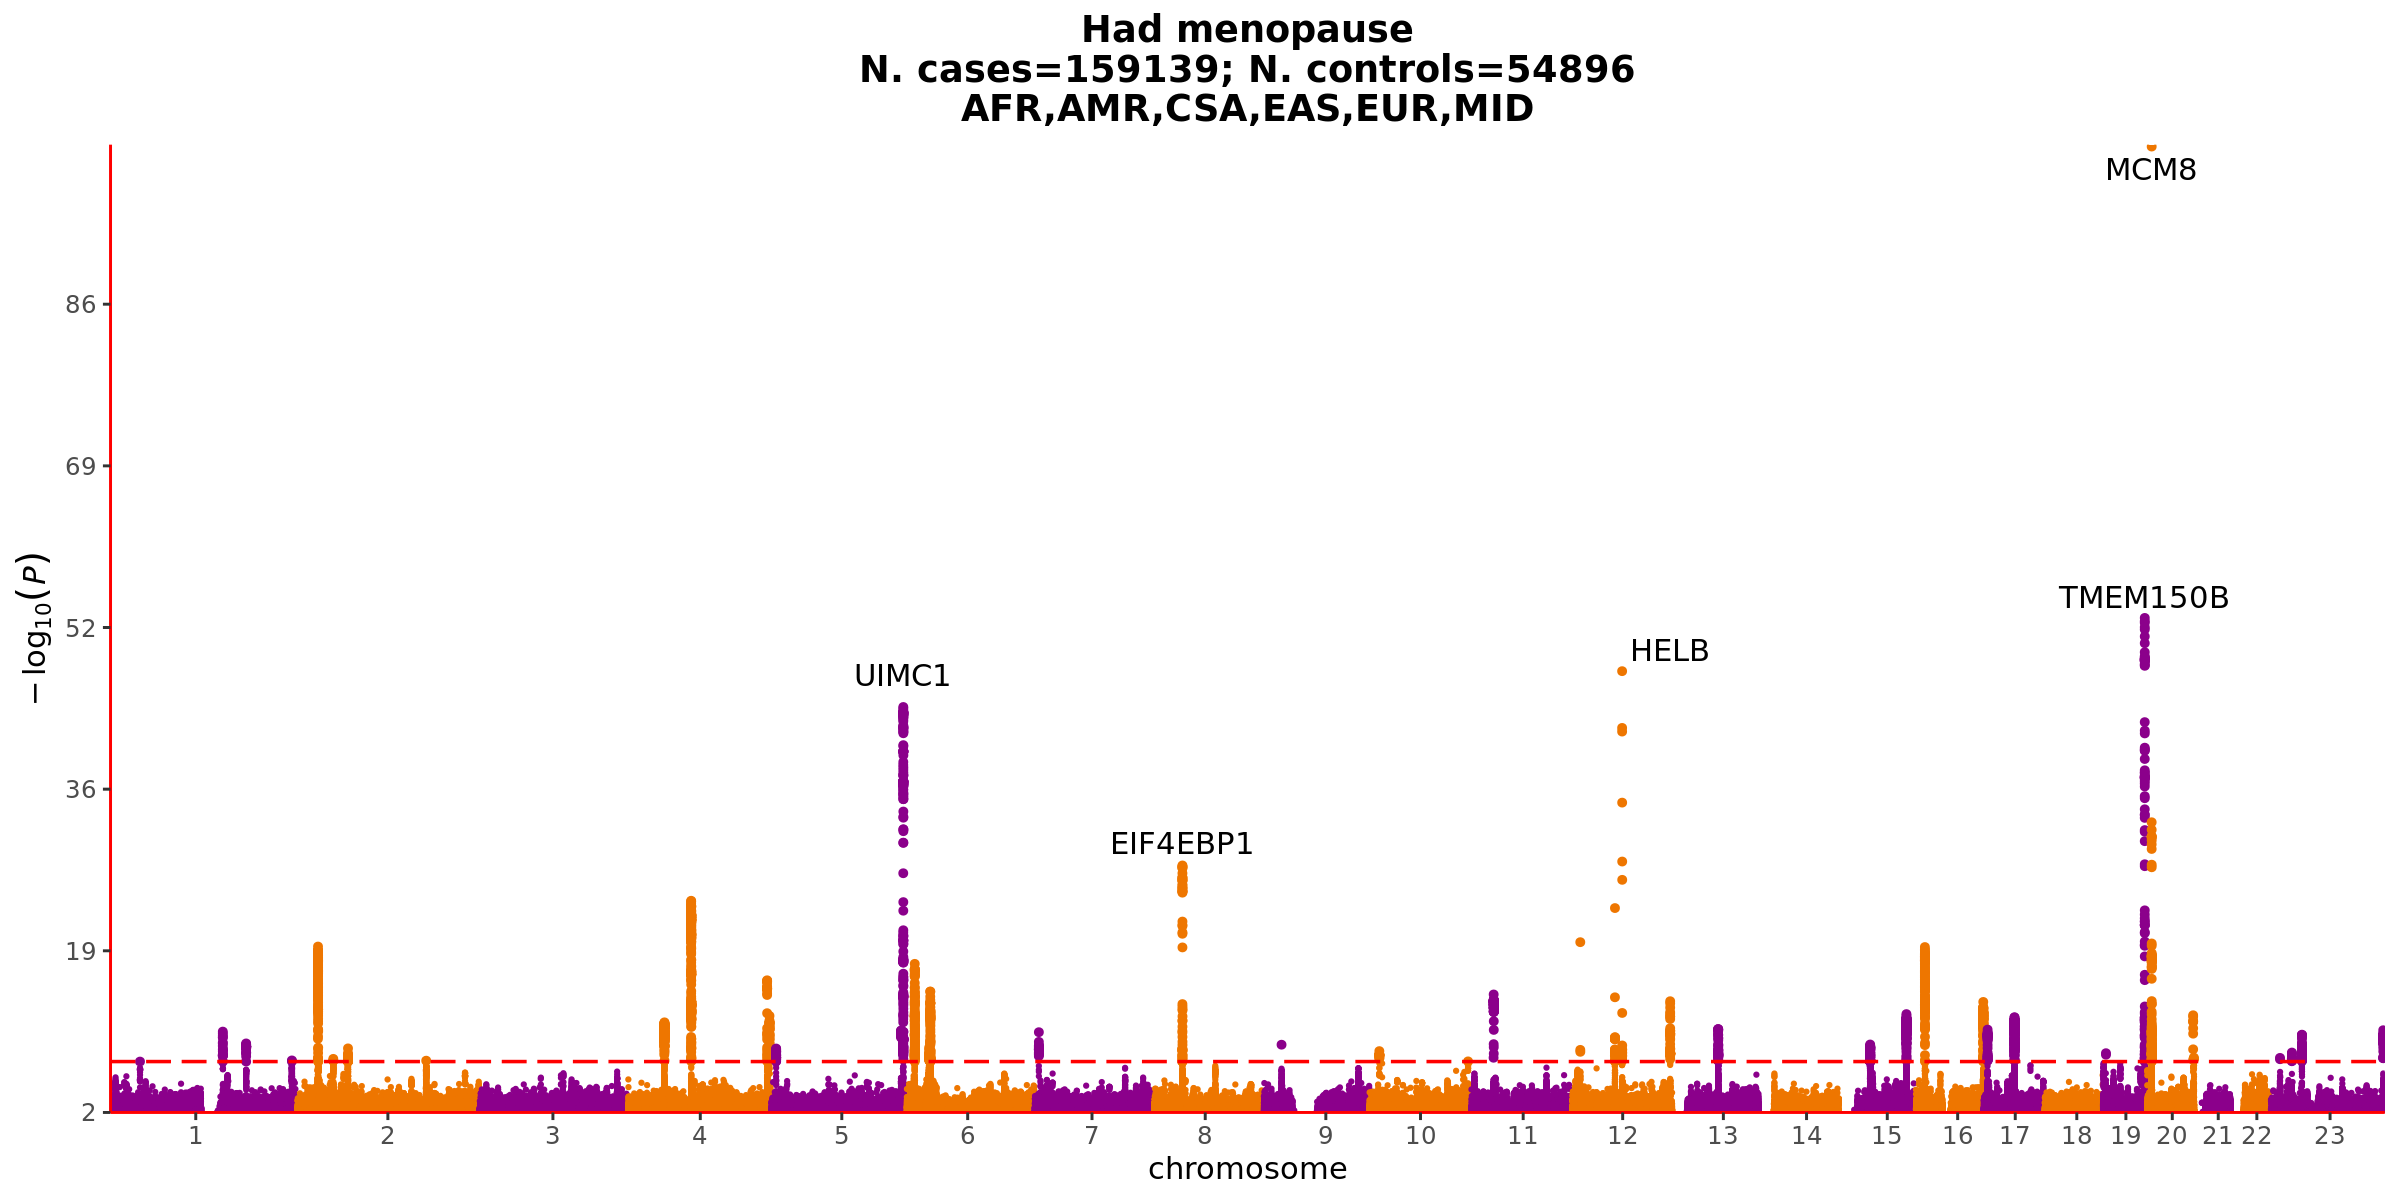 Had menopause
N. cases=159139; N. controls=54896
AFR,AMR,CSA,EAS,EUR,MID
MCM8
86
69
TMEM150B
52
HELB
UIMC1
−log10(P)
36
EIF4EBP1
19
2
1 2 3 4 5 6 7 8 9 10 11 12 13 14 15 16 17 18 19 20 21 22 23
chromosome